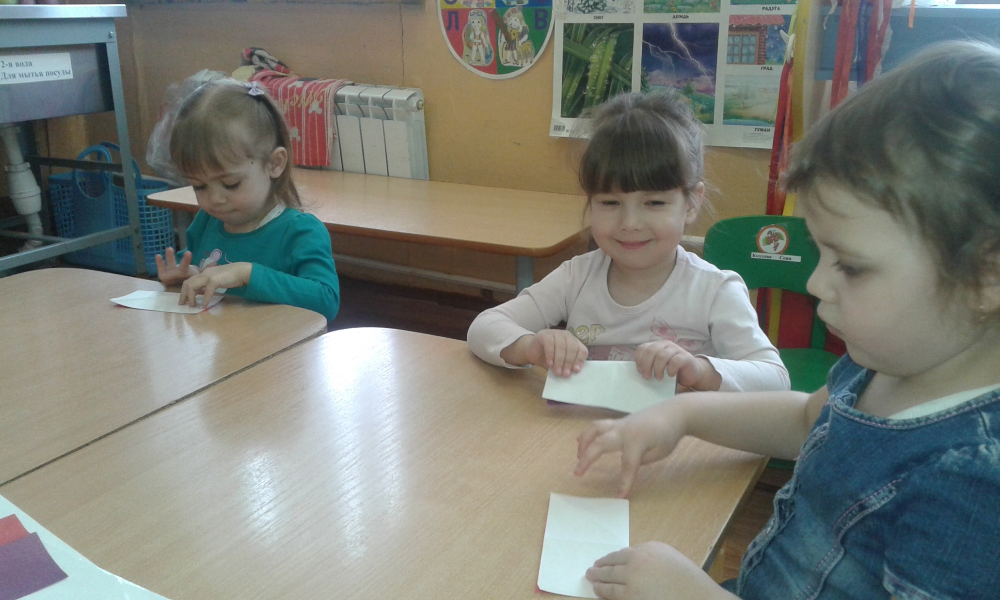 2-я вода
Для мытья посуды
Л
В
СНЕГ
ДОЖДЬ
РАДУГА
ГРАД
ТУМАН
Козлова Соня